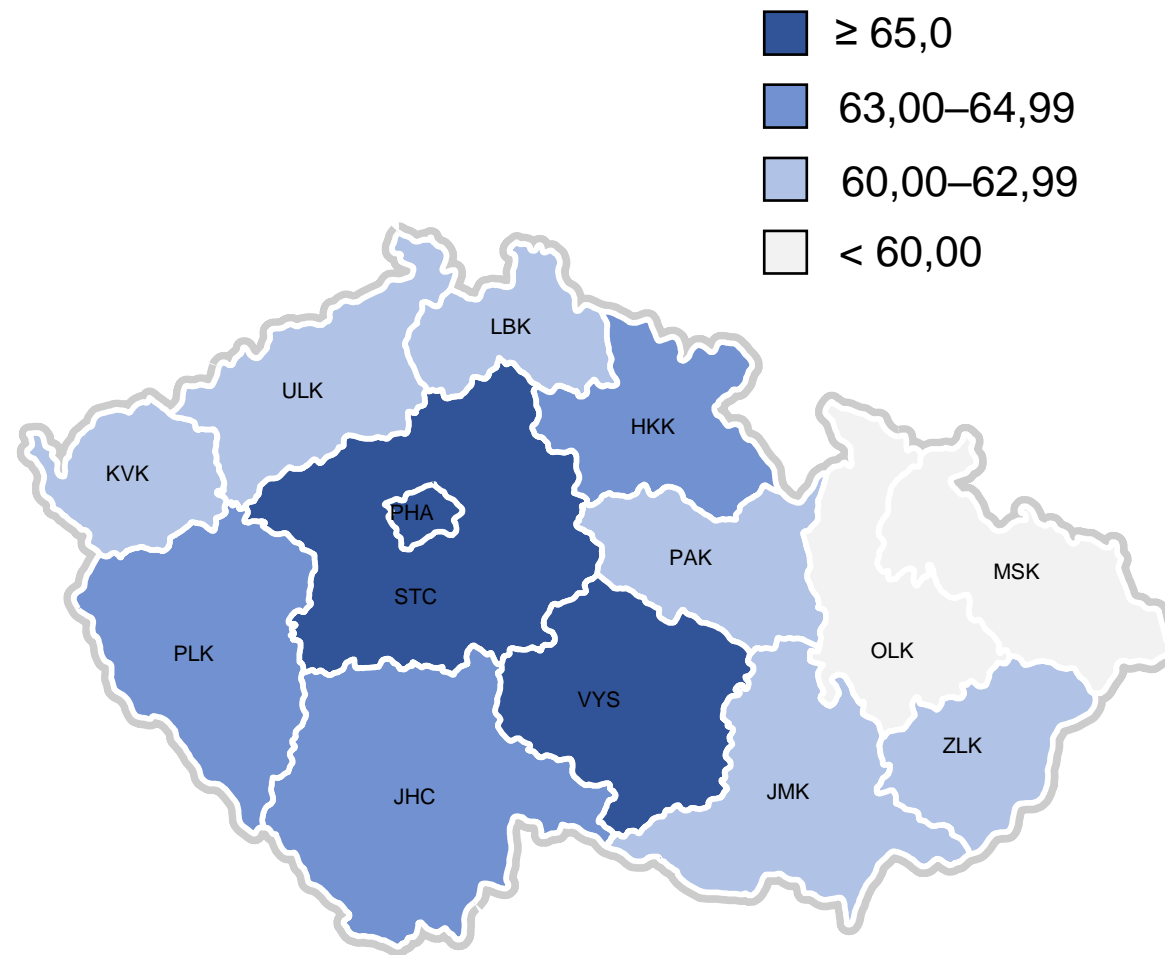 ≥ 65,0
63,00–64,99
60,00–62,99
< 60,00
LBK
ULK
HKK
KVK
PHA
PAK
MSK
STC
OLK
PLK
VYS
ZLK
JMK
JHC